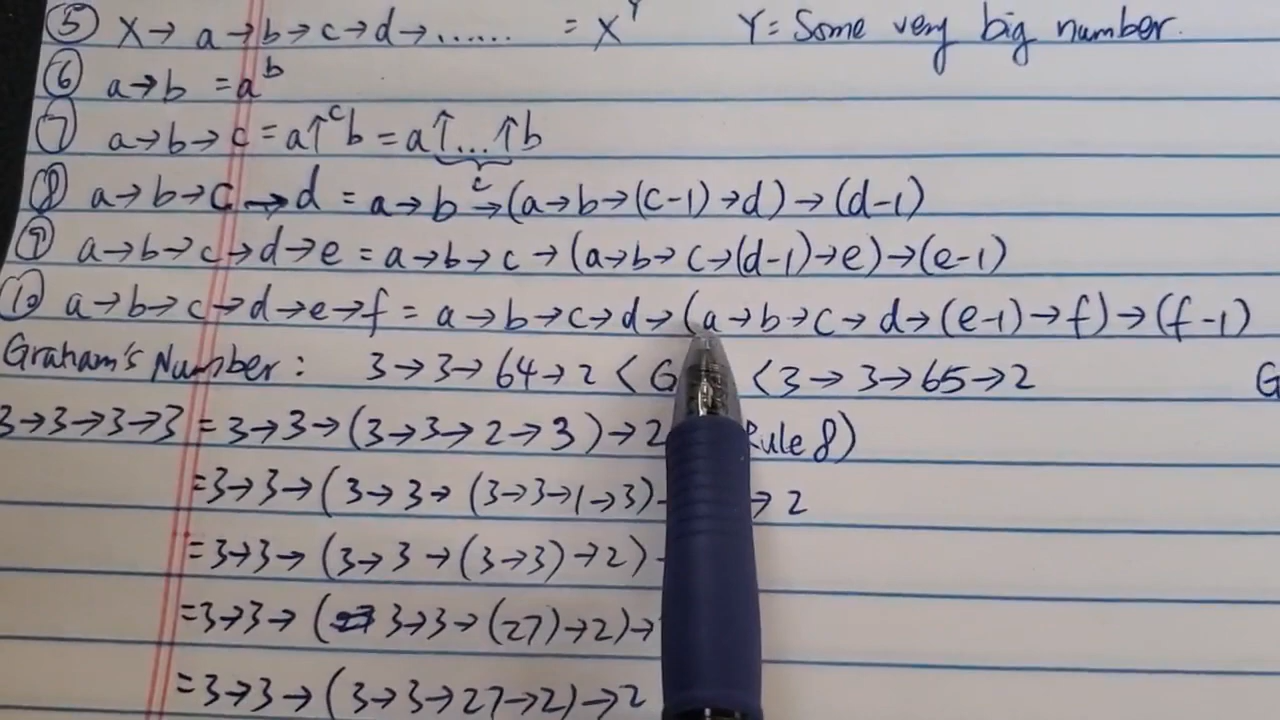 ⑤ X→ a→b→c→d→...... = X^Y Y= Some very big number.
⑥ a→b = a^b
⑦ a→b→c = a↑^c b = a↑...↑b
c
⑧ a→b→c→d = a→b→(a→b→(c-1)→d)→(d-1)
⑨ a→b→c→d→e = a→b→c→(a→b→c→(d-1)→e)→(e-1)
⑩ a→b→c→d→e→f = a→b→c→d→(a→b→c→d→(e-1)→f)→(f-1)
Graham's Number: 3→3→64→2 < G < 3→3→65→2 G
3→3→3→3 = 3→3→(3→3→2→3)→2 Rule 8)
=3→3→(3→3→(3→3→1→3) →2
=3→3→(3→3→(3→3)→2)
=3→3→(3→3→(27)→2)→
=3→3→(3→3→27→2)→2